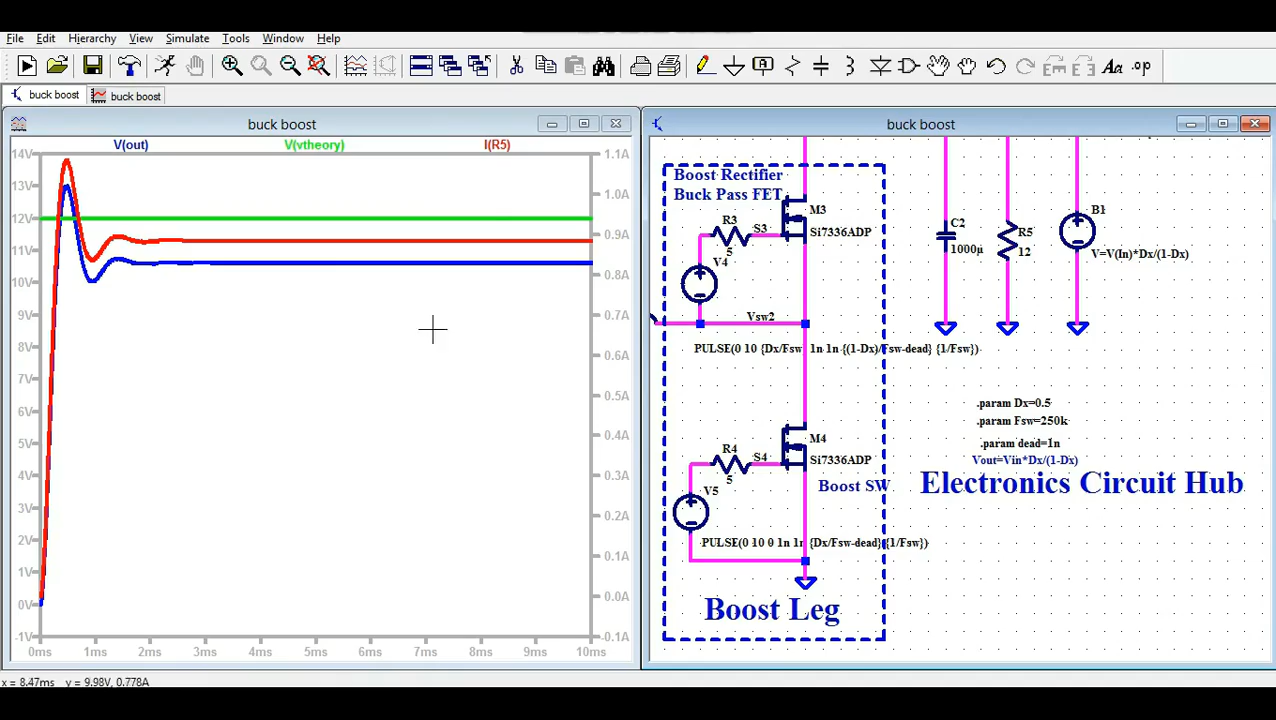 File Edit Hierarchy View Simulate Tools Window Help
buck boost buck boost
buck boost
V(out) V(vtheory) I(R5)
14V 1.1A
13V
1.0A
12V
0.9A
11V
0.8A
10V
9V 0.7A
8V
0.6A
7V
0.5A
6V
0.4A
5V
0.3A
4V
3V 0.2A
2V
0.1A
1V
0V 0.0A
-1V -0.1A
0ms 1ms 2ms 3ms 4ms 5ms 6ms 7ms 8ms 9ms 10ms
buck boost
Boost Rectifier
Buck Pass FET
M3
R3 S3 Si7336ADP
5
V4
Vsw2
PULSE(0 10 {Dx/Fsw 1n 1n {(1-Dx)/Fsw-dead} {1/Fsw})
C2
1000µ
R5
12
B1
V=V(In)*Dx/(1-Dx)
M4
R4 S4 Si7336ADP
5
V5
Boost SW
PULSE(0 10 0 1n 1n {Dx/Fsw-dead} {1/Fsw})
Boost Leg
.param Dx=0.5
.param Fsw=250k
.param dead=1n
Vout=Vin*Dx/(1-Dx)
Electronics Circuit Hub
x = 8.47ms y = 9.98V, 0.778A